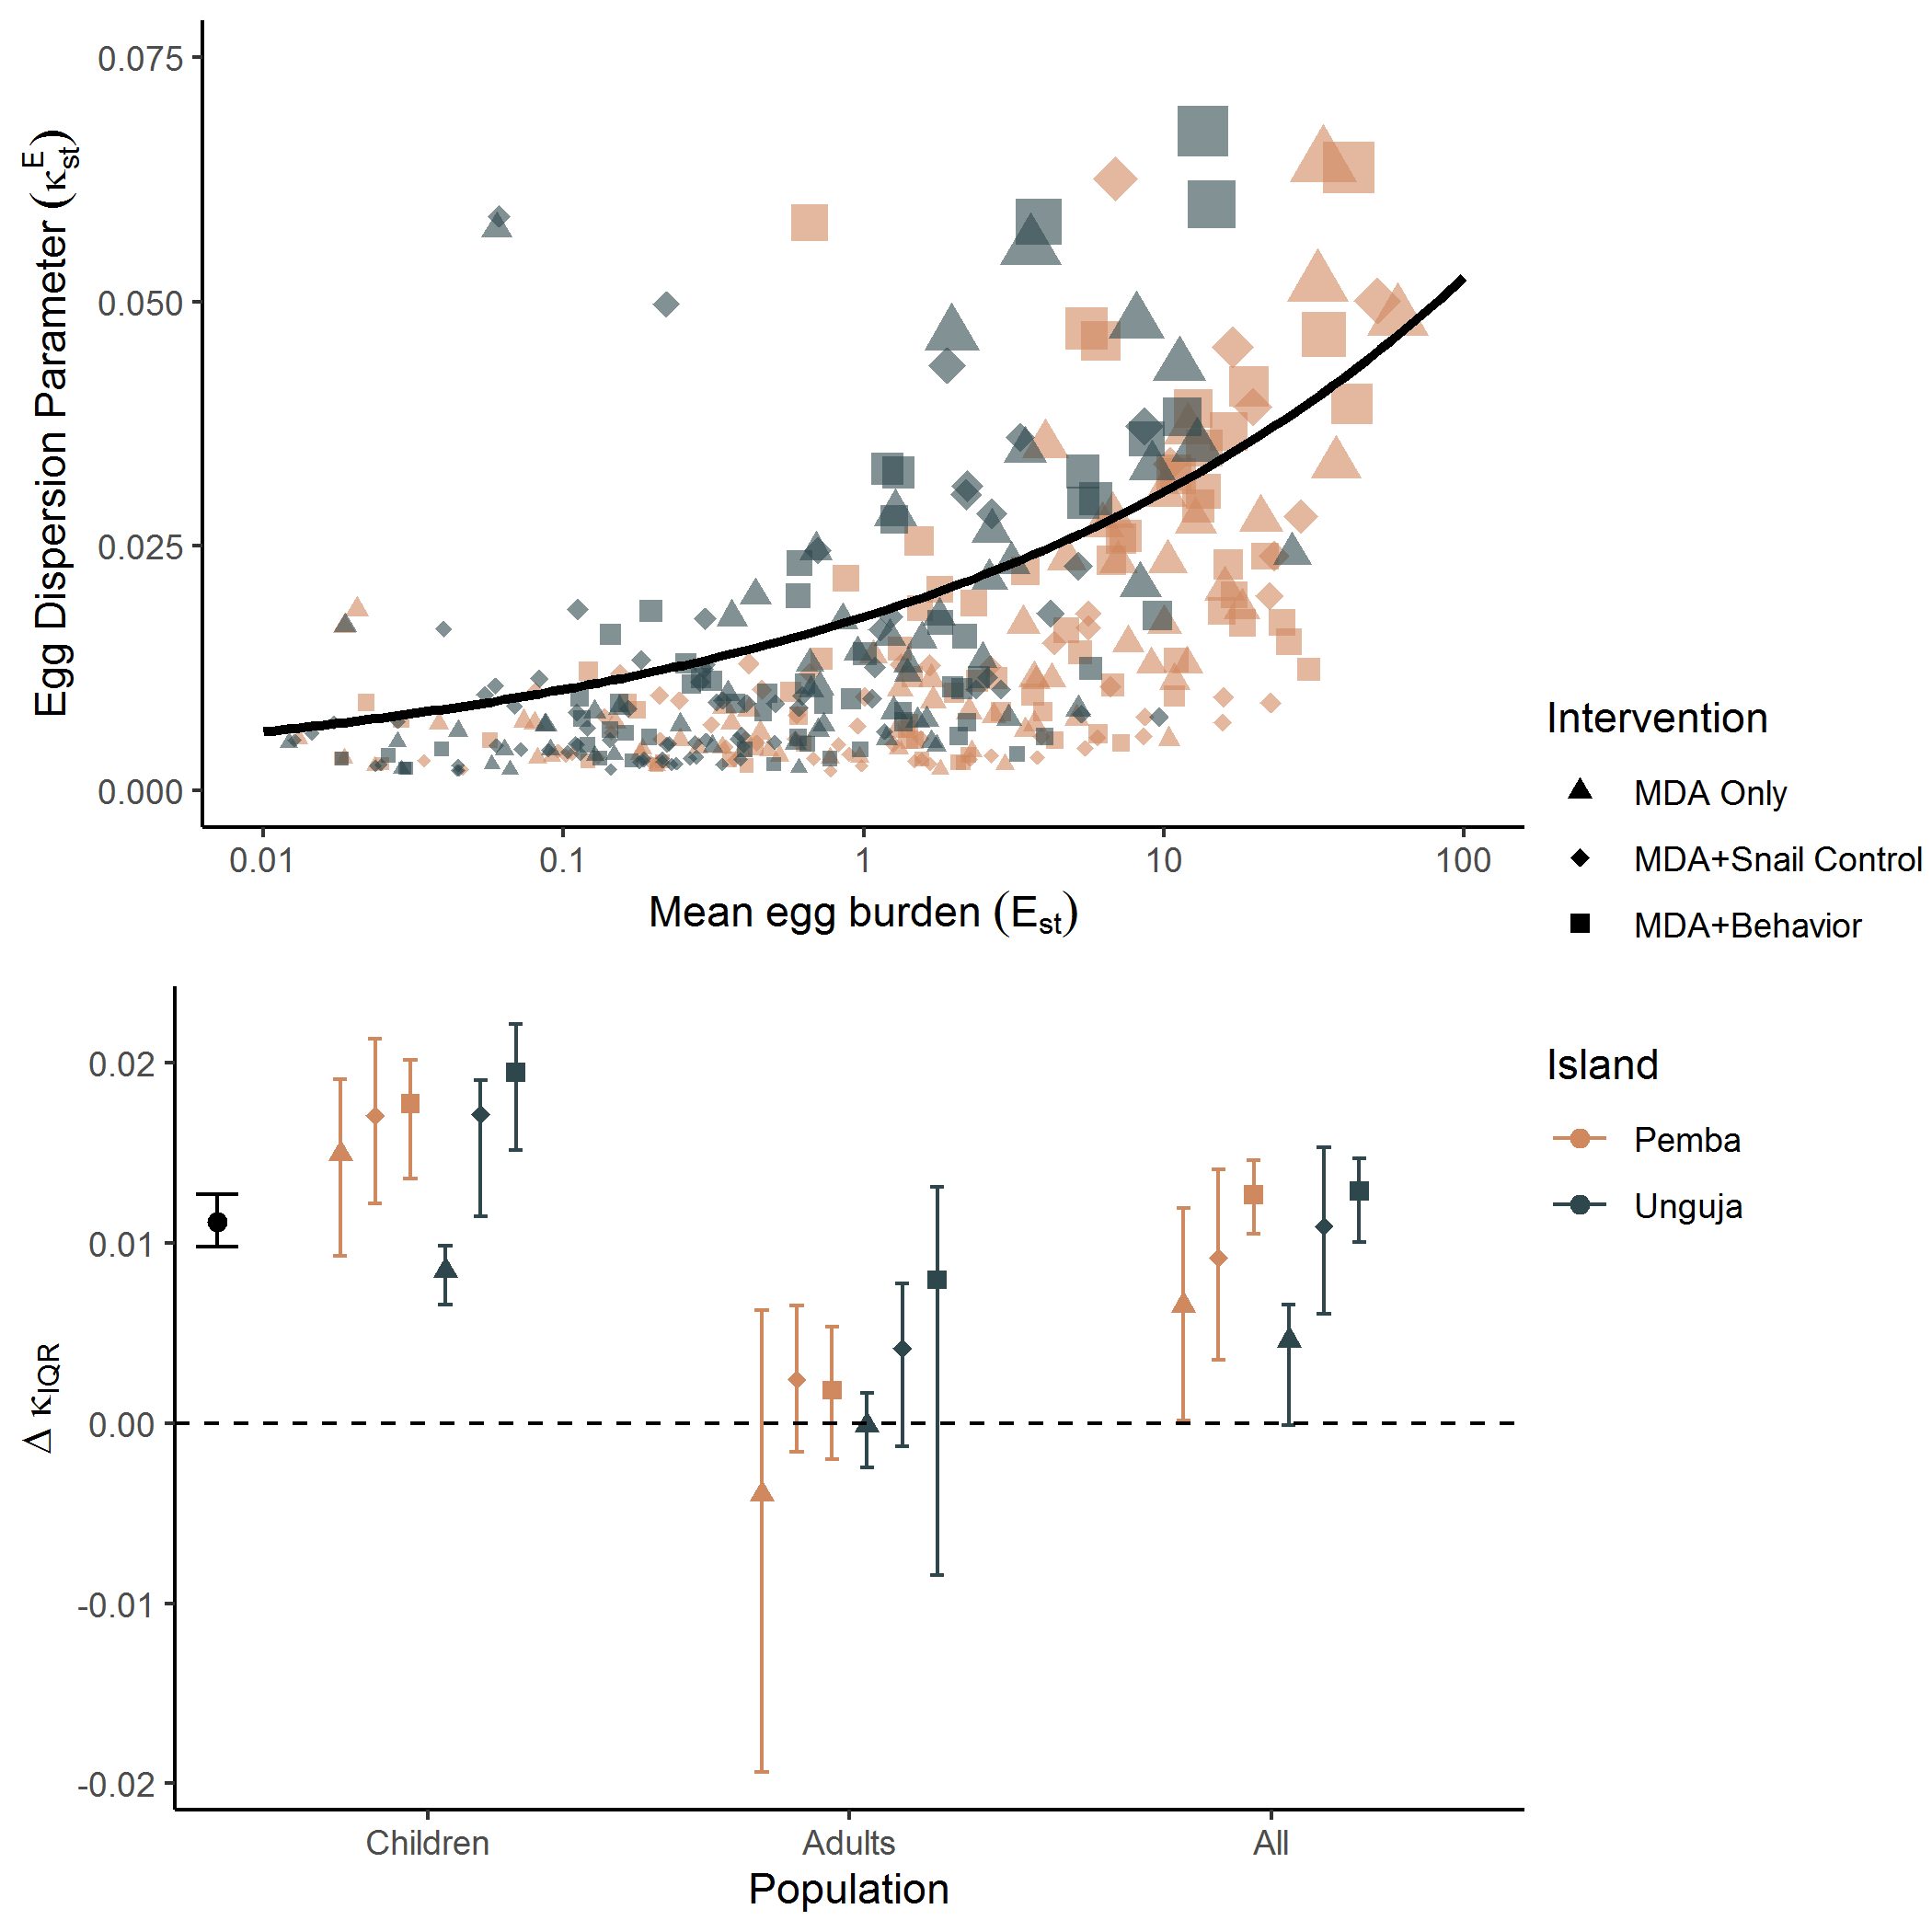 0.075
0.050
0.025
0.000
Egg Dispersion Parameter (κ^E_st)
0.01 0.1 1 10 100
Mean egg burden (E_st)
Intervention
MDA Only
MDA+Snail Control
MDA+Behavior
Island
Pemba
Unguja
0.02
0.01
0.00
-0.01
-0.02
Δ κ_IQR
Children Adults All
Population